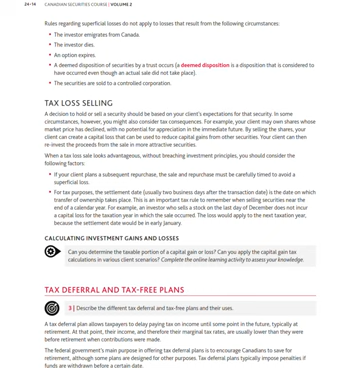 24•16 CANADIAN SECURITIES COURSE | VOLUME 2
Rules regarding superficial losses do not apply to losses that result from the following circumstances:
• The investor emigrates from Canada.
• The investor dies.
• An option expires.
• A deemed disposition of securities by a trust occurs (a deemed disposition is a disposition that is considered to
have occurred even though an actual sale did not take place).
• The securities are sold to a controlled corporation.
TAX LOSS SELLING
A decision to hold or sell a security should be based on your client's expectations for that security. In some
circumstances, however, you might also consider tax consequences. For example, your client may own shares whose
market price has declined, with no potential for appreciation in the immediate future. By selling the shares, your
client can create a capital loss that can be used to reduce capital gains from other securities. Your client can then
re-invest the proceeds from the sale in more attractive securities.
When a tax loss sale looks advantageous, without breaching investment principles, you should consider the
following factors:
• If your client plans a subsequent repurchase, the sale and repurchase must be carefully timed to avoid a
superficial loss.
• For tax purposes, the settlement date (usually two business days after the transaction date) is the date on which
transfer of ownership takes place. This is an important tax rule to remember when selling securities near the
end of a calendar year. For example, an investor who sells a stock on the last day of December does not incur
a capital loss for the taxation year in which the sale occurred. The loss would apply to the next taxation year,
because the settlement date would be in early January.
CALCULATING INVESTMENT GAINS AND LOSSES
Can you determine the taxable portion of a capital gain or loss? Can you apply the capital gain tax
calculations in various client scenarios? Complete the online learning activity to assess your knowledge.
TAX DEFERRAL AND TAX-FREE PLANS
3 | Describe the different tax deferral and tax-free plans and their uses.
A tax deferral plan allows taxpayers to delay paying tax on income until some point in the future, typically at
retirement. At that point, their income, and therefore their marginal tax rates, are usually lower than they were
before retirement when contributions were made.
The federal government's main purpose in offering tax deferral plans is to encourage Canadians to save for
retirement, although some plans are designed for other purposes. Tax deferral plans typically impose penalties if
funds are withdrawn before a certain date.